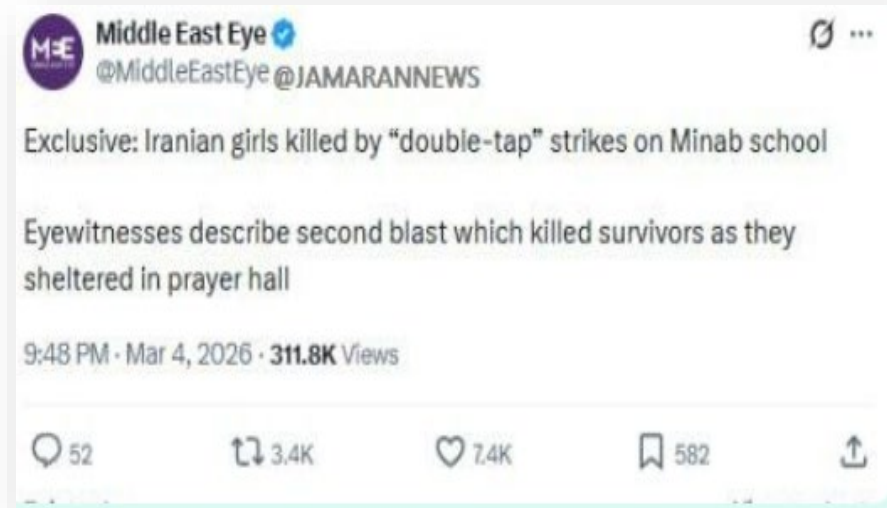 MEE
Middle East Eye
@MiddleEastEye @JAMARANNEWS
Exclusive: Iranian girls killed by “double-tap” strikes on Minab school
Eyewitnesses describe second blast which killed survivors as they
sheltered in prayer hall
9:48 PM · Mar 4, 2026 · 311.8K Views
52 3.4K 7.4K 582